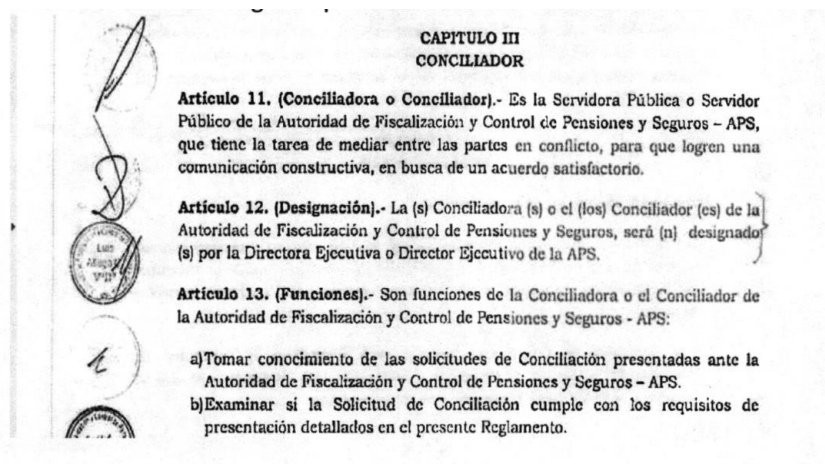 CAPÍTULO III
CONCILIADOR
Artículo 11. (Conciliadora o Conciliador).- Es la Servidora Pública o Servidor
Público de la Autoridad de Fiscalización y Control de Pensiones y Seguros – APS,
que tiene la tarea de mediar entre las partes en conflicto, para que logren una
comunicación constructiva, en busca de un acuerdo satisfactorio.
Artículo 12. (Designación).- La (s) Conciliadora (s) o el (los) Conciliador (es) de la
Autoridad de Fiscalización y Control de Pensiones y Seguros, será (n) designado
(s) por la Directora Ejecutiva o Director Ejecutivo de la APS.
Artículo 13. (Funciones).- Son funciones de la Conciliadora o el Conciliador de
la Autoridad de Fiscalización y Control de Pensiones y Seguros - APS:
a)Tomar conocimiento de las solicitudes de Conciliación presentadas ante la
Autoridad de Fiscalización y Control de Pensiones y Seguros – APS.
b)Examinar si la Solicitud de Conciliación cumple con los requisitos de
presentación detallados en el presente Reglamento.
Luis